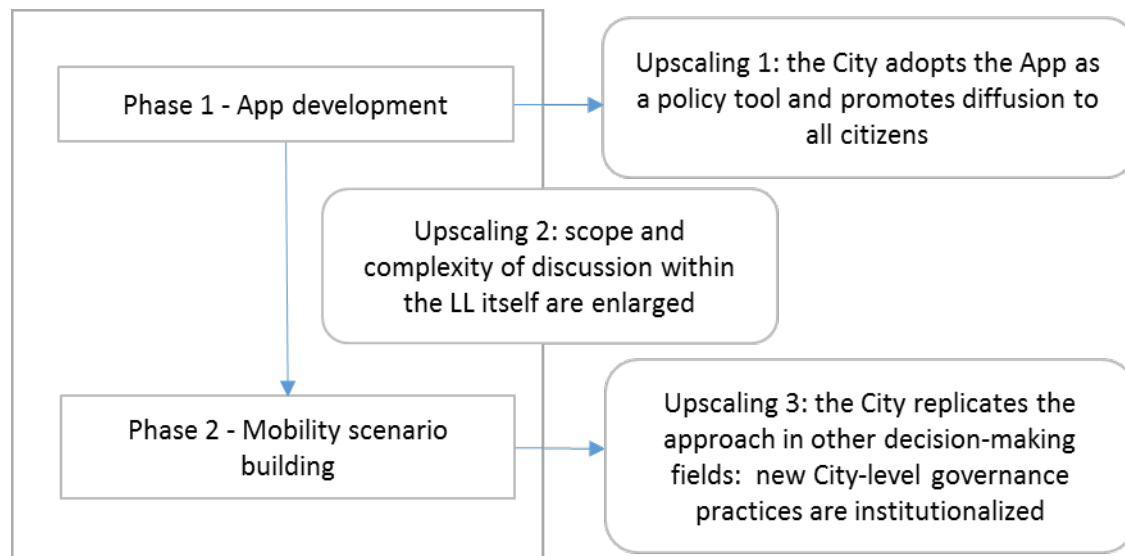 Phase 1 - App development
Upscaling 1: the City adopts the App as
a policy tool and promotes diffusion to
all citizens
Upscaling 2: scope and
complexity of discussion within
the LL itself are enlarged
Phase 2 - Mobility scenario
building
Upscaling 3: the City replicates the
approach in other decision-making
fields:  new City-level governance
practices are institutionalized